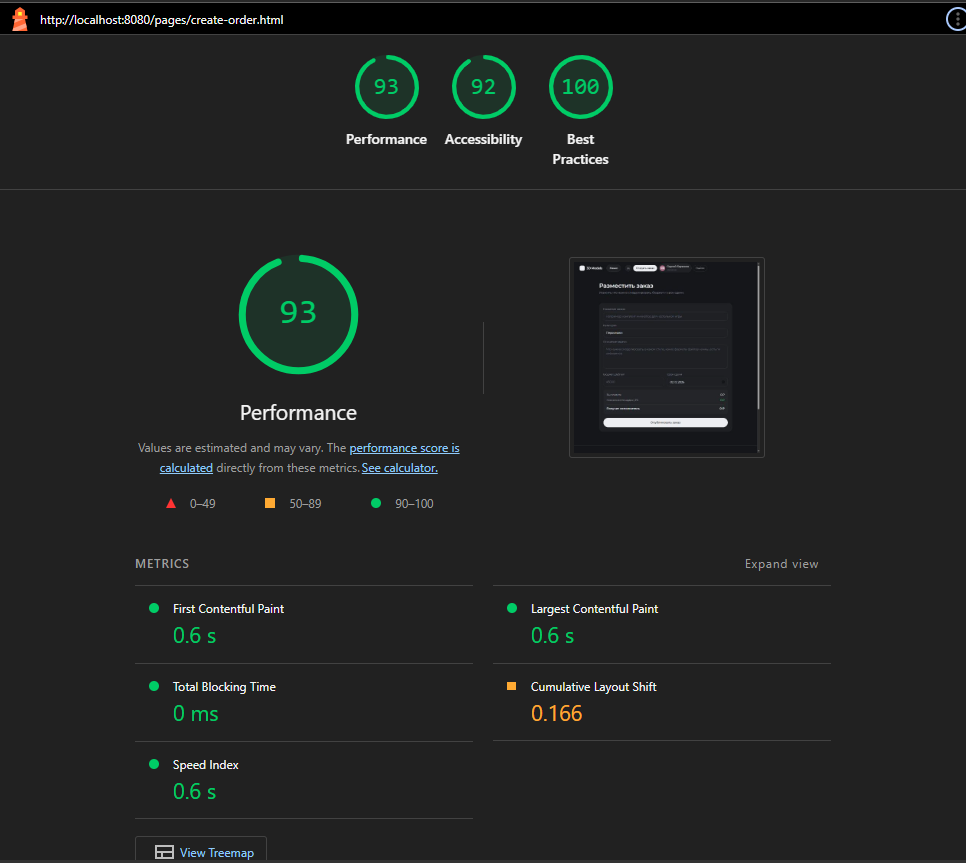 http://localhost:8080/pages/create-order.html
93
92
100
Performance
Accessibility
Best
Practices
93
Performance
Values are estimated and may vary. The performance score is
calculated directly from these metrics. See calculator.
0–49
50–89
90–100
Разместить заказ
METRICS
Expand view
First Contentful Paint
0.6 s
Largest Contentful Paint
0.6 s
Total Blocking Time
0 ms
Cumulative Layout Shift
0.166
Speed Index
0.6 s
View Treemap